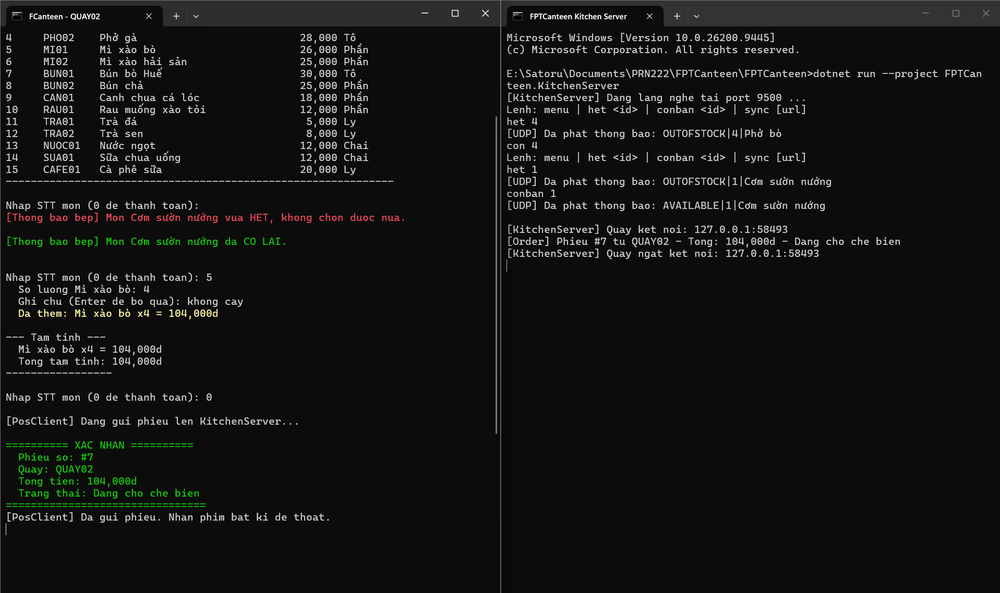 FCanteen - QUAY02
4 PHO02 Phở gà 28,000 Tô
5 MI01 Mì xào bò 26,000 Phần
6 MI02 Mì xào hải sản 25,000 Phần
7 BUN01 Bún bò Huế 30,000 Tô
8 BUN02 Bún chả 25,000 Phần
9 CAN01 Canh chua cá lóc 18,000 Phần
10 RAU01 Rau muống xào tỏi 12,000 Phần
11 TRA01 Trà đá 5,000 Ly
12 TRA02 Trà sen 8,000 Ly
13 NUOC01 Nước ngọt 12,000 Chai
14 SUA01 Sữa chua uống 12,000 Chai
15 CAFE01 Cà phê sữa 20,000 Ly
--------------------------------------------------------------
Nhap STT mon (0 de thanh toan):
[Thong bao bep] Mon Cơm sườn nướng vua HET, khong chon duoc nua.
[Thong bao bep] Mon Cơm sườn nướng da CO LAI.
Nhap STT mon (0 de thanh toan): 5
So luong Mì xào bò: 4
Ghi chu (Enter de bo qua): khong cay
Da them: Mì xào bò x4 = 104,000d
--- Tam tinh ---
Mì xào bò x4 = 104,000d
Tong tam tinh: 104,000d
-----------------
Nhap STT mon (0 de thanh toan): 0
[PosClient] Dang gui phieu len KitchenServer...
========== XAC NHAN ==========
Phieu so: #7
Quay: QUAY02
Tong tien: 104,000d
Trang thai: Dang cho che bien
================================
[PosClient] Da gui phieu. Nhan phim bat ki de thoat.
FPTCanteen Kitchen Server
Microsoft Windows [Version 10.0.26200.9445]
(c) Microsoft Corporation. All rights reserved.
E:\Satoru\Documents\PRN222\FPTCanteen\FPTCanteen>dotnet run --project FPTCan
teen.KitchenServer
[KitchenServer] Dang lang nghe tai port 9500 ...
Lenh: menu | het <id> | conban <id> | sync [url]
het 4
[UDP] Da phat thong bao: OUTOFSTOCK|4|Phở bò
con 4
Lenh: menu | het <id> | conban <id> | sync [url]
het 1
[UDP] Da phat thong bao: OUTOFSTOCK|1|Cơm sườn nướng
conban 1
[UDP] Da phat thong bao: AVAILABLE|1|Cơm sườn nướng
[KitchenServer] Quay ket noi: 127.0.0.1:58493
[Order] Phieu #7 tu QUAY02 - Tong: 104,000d - Dang cho che bien
[KitchenServer] Quay ngat ket noi: 127.0.0.1:58493